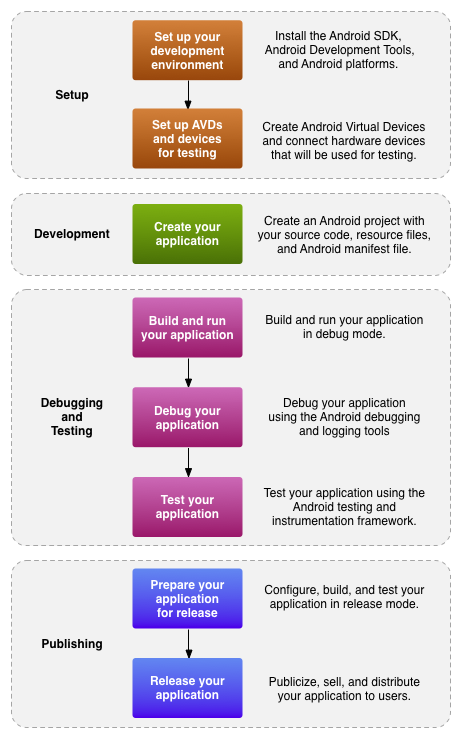 Setup
Set up your
development
environment
Install the Android SDK,
Android Development Tools,
and Android platforms.
Set up AVDs
and devices
for testing
Create Android Virtual Devices
and connect hardware devices
that will be used for testing.
Development
Create your
application
Create an Android project with
your source code, resource files,
and Android manifest file.
Debugging
and
Testing
Build and run
your application
Build and run your application
in debug mode.
Debug your
application
Debug your application
using the Android debugging
and logging tools
Test your
application
Test your application using the
Android testing and
instrumentation framework.
Publishing
Prepare your
application
for release
Configure, build, and test your
application in release mode.
Release your
application
Publicize, sell, and distribute
your application to users.